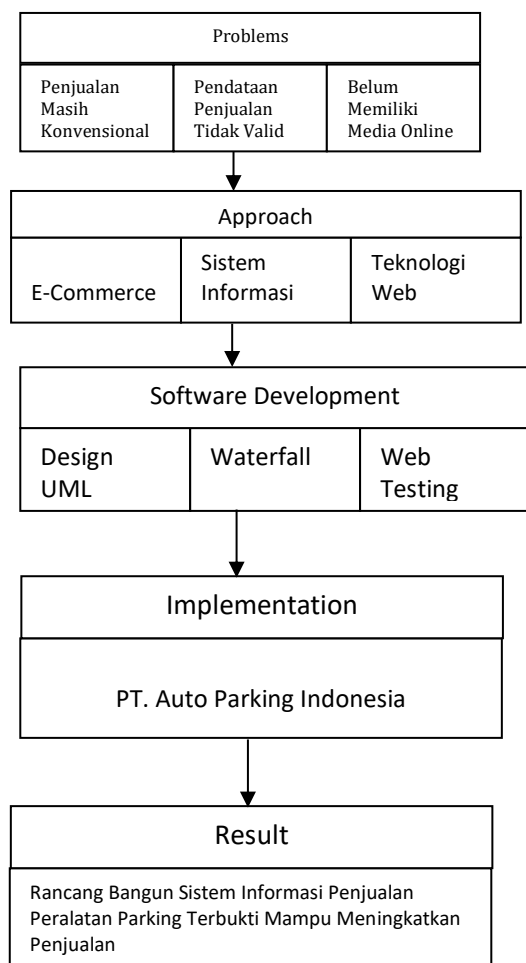 Problems
Penjualan
Masih
Konvensional
Pendataan
Penjualan
Tidak Valid
Belum
Memiliki
Media Online
Approach
E-Commerce
Sistem
Informasi
Teknologi
Web
Software Development
Design
UML
Waterfall
Web
Testing
Implementation
PT. Auto Parking Indonesia
Result
Rancang Bangun Sistem Informasi Penjualan
Peralatan Parking Terbukti Mampu Meningkatkan
Penjualan